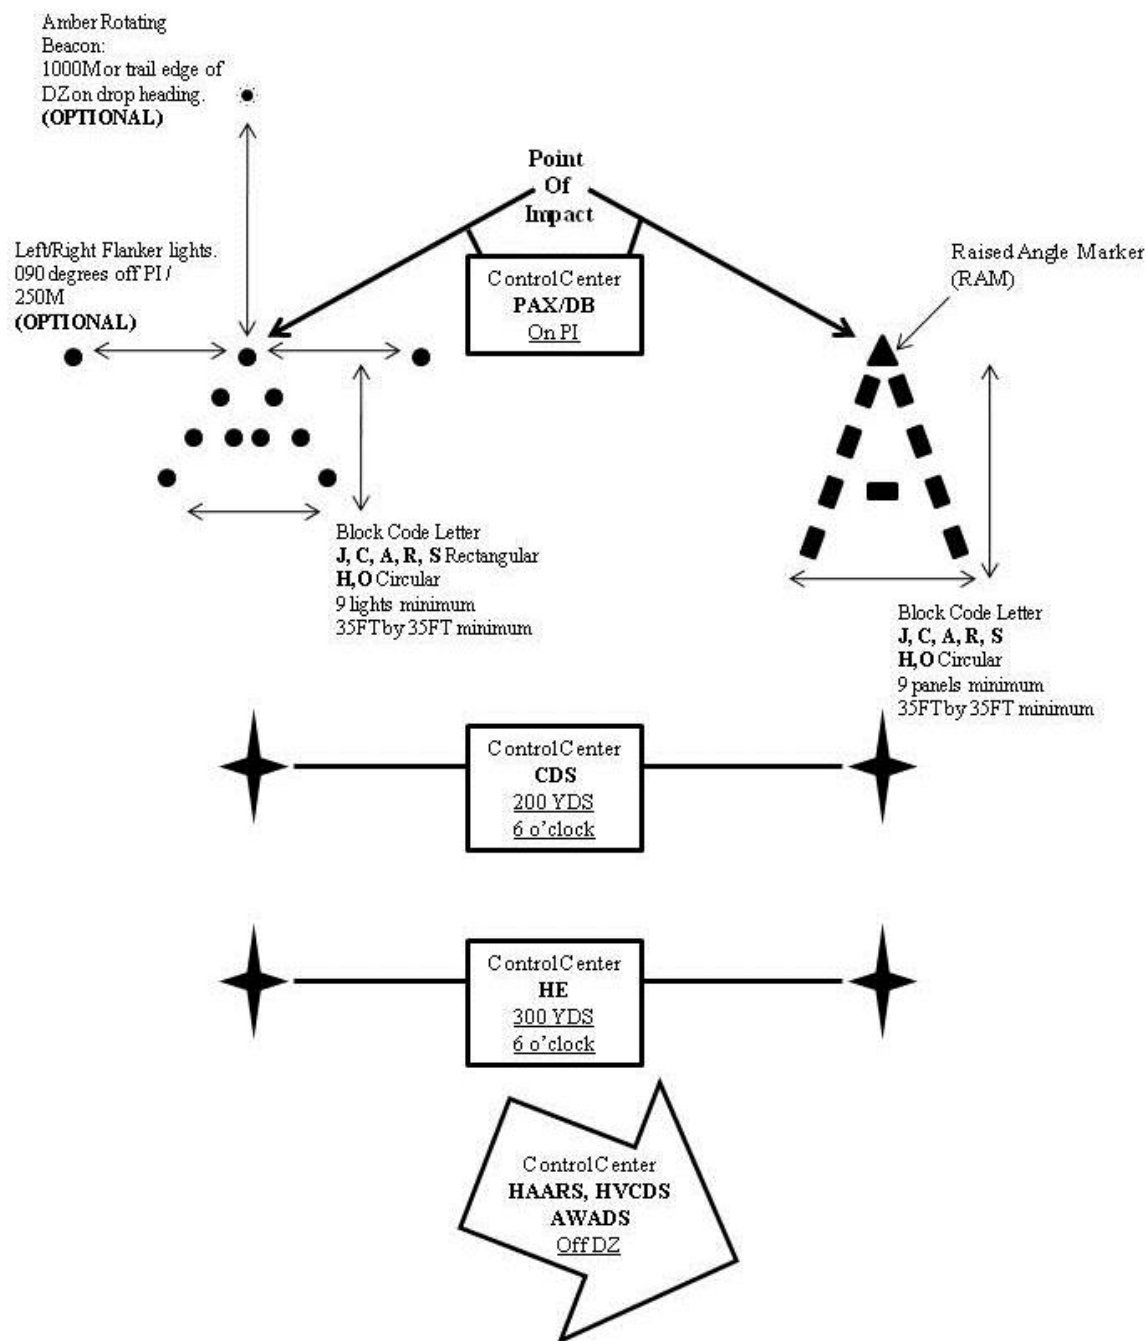 Amber Rotating
Beacon:
1000M or trail edge of
DZ on drop heading.
(OPTIONAL)
Point
Of
Impact
Left/Right Flanker lights.
090 degrees off PI /
250M
(OPTIONAL)
Control Center
PAX/DB
On PI
Raised Angle Marker
(RAM)
Block Code Letter
J, C, A, R, S Rectangular
H,O Circular
9 lights minimum
35FT by 35FT minimum
Block Code Letter
J, C, A, R, S
H,O Circular
9 panels minimum
35FT by 35FT minimum
Control Center
CDS
200 YDS
6 o’clock
Control Center
HE
300 YDS
6 o’clock
Control Center
HAARS, HVCDS
AWADS
Off DZ